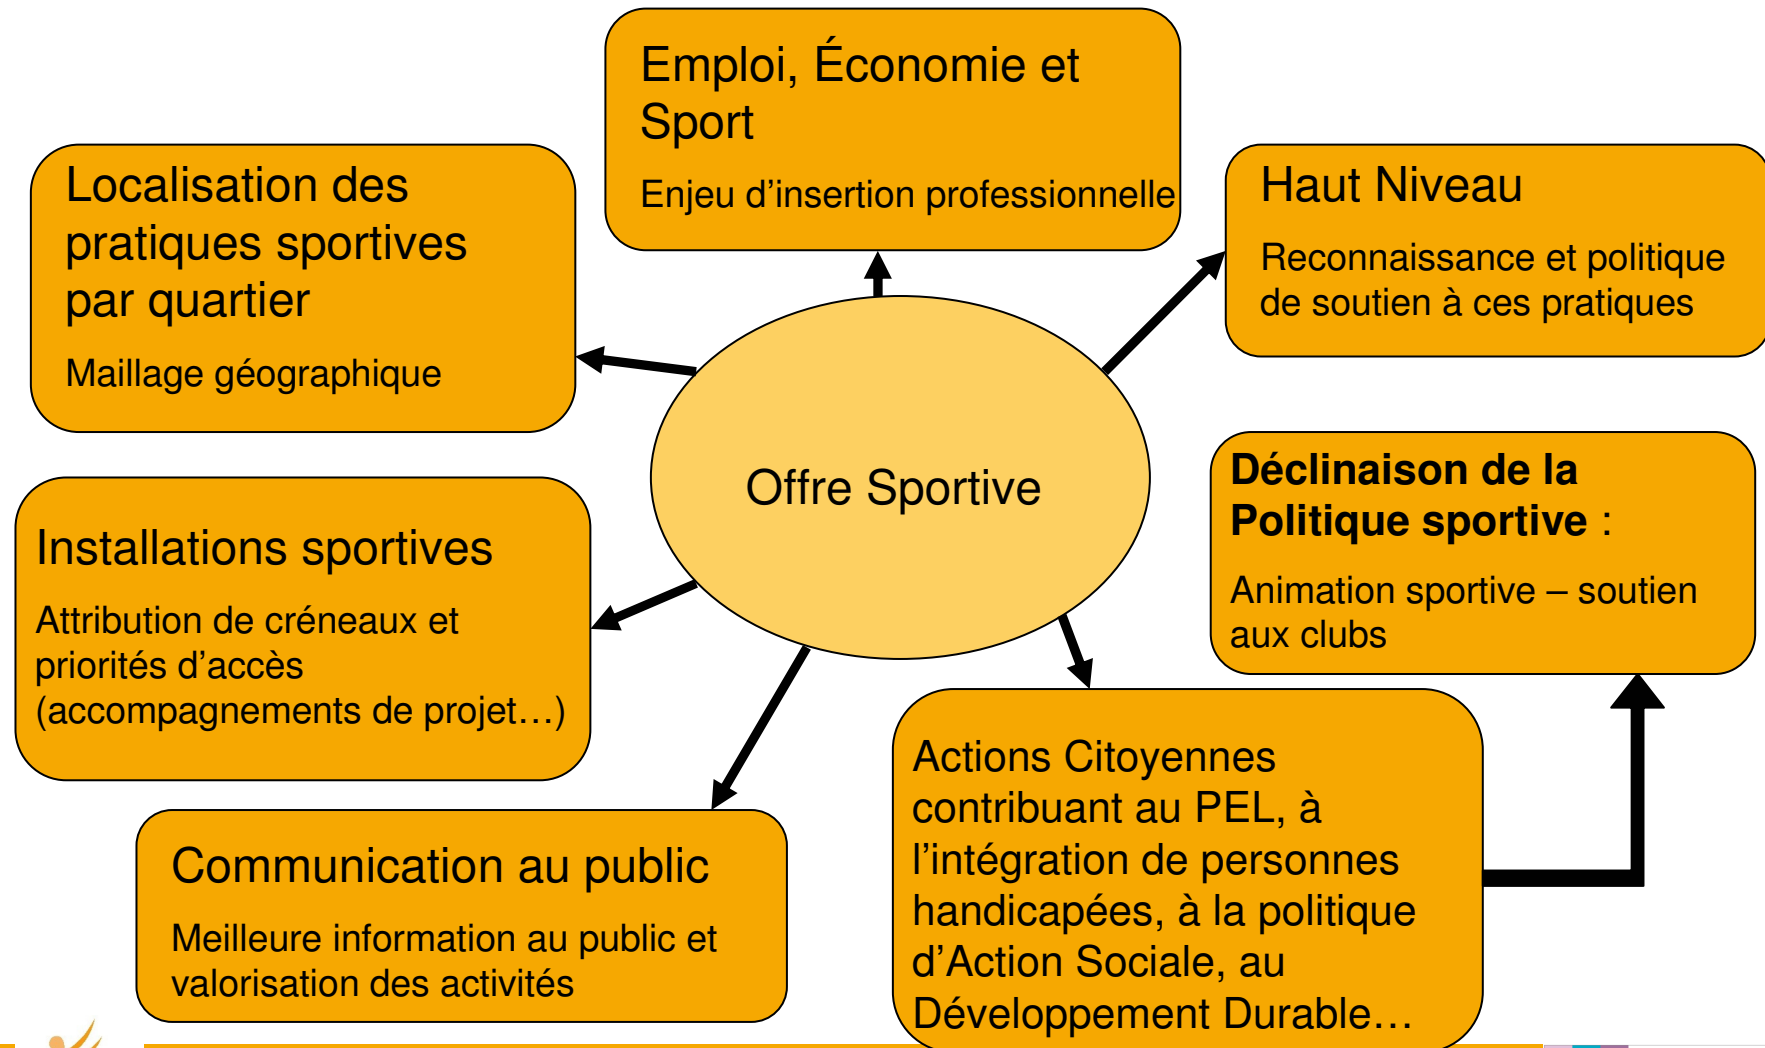 Emploi, Économie et
Sport
Enjeu d’insertion professionnelle
Localisation des
pratiques sportives
par quartier
Maillage géographique
Haut Niveau
Reconnaissance et politique
de soutien à ces pratiques
Offre Sportive
Déclinaison de la
Politique sportive :
Animation sportive – soutien
aux clubs
Installations sportives
Attribution de créneaux et
priorités d’accès
(accompagnements de projet…)
Communication au public
Meilleure information au public et
valorisation des activités
Actions Citoyennes
contribuant au PEL, à
l’intégration de personnes
handicapées, à la politique
d’Action Sociale, au
Développement Durable…